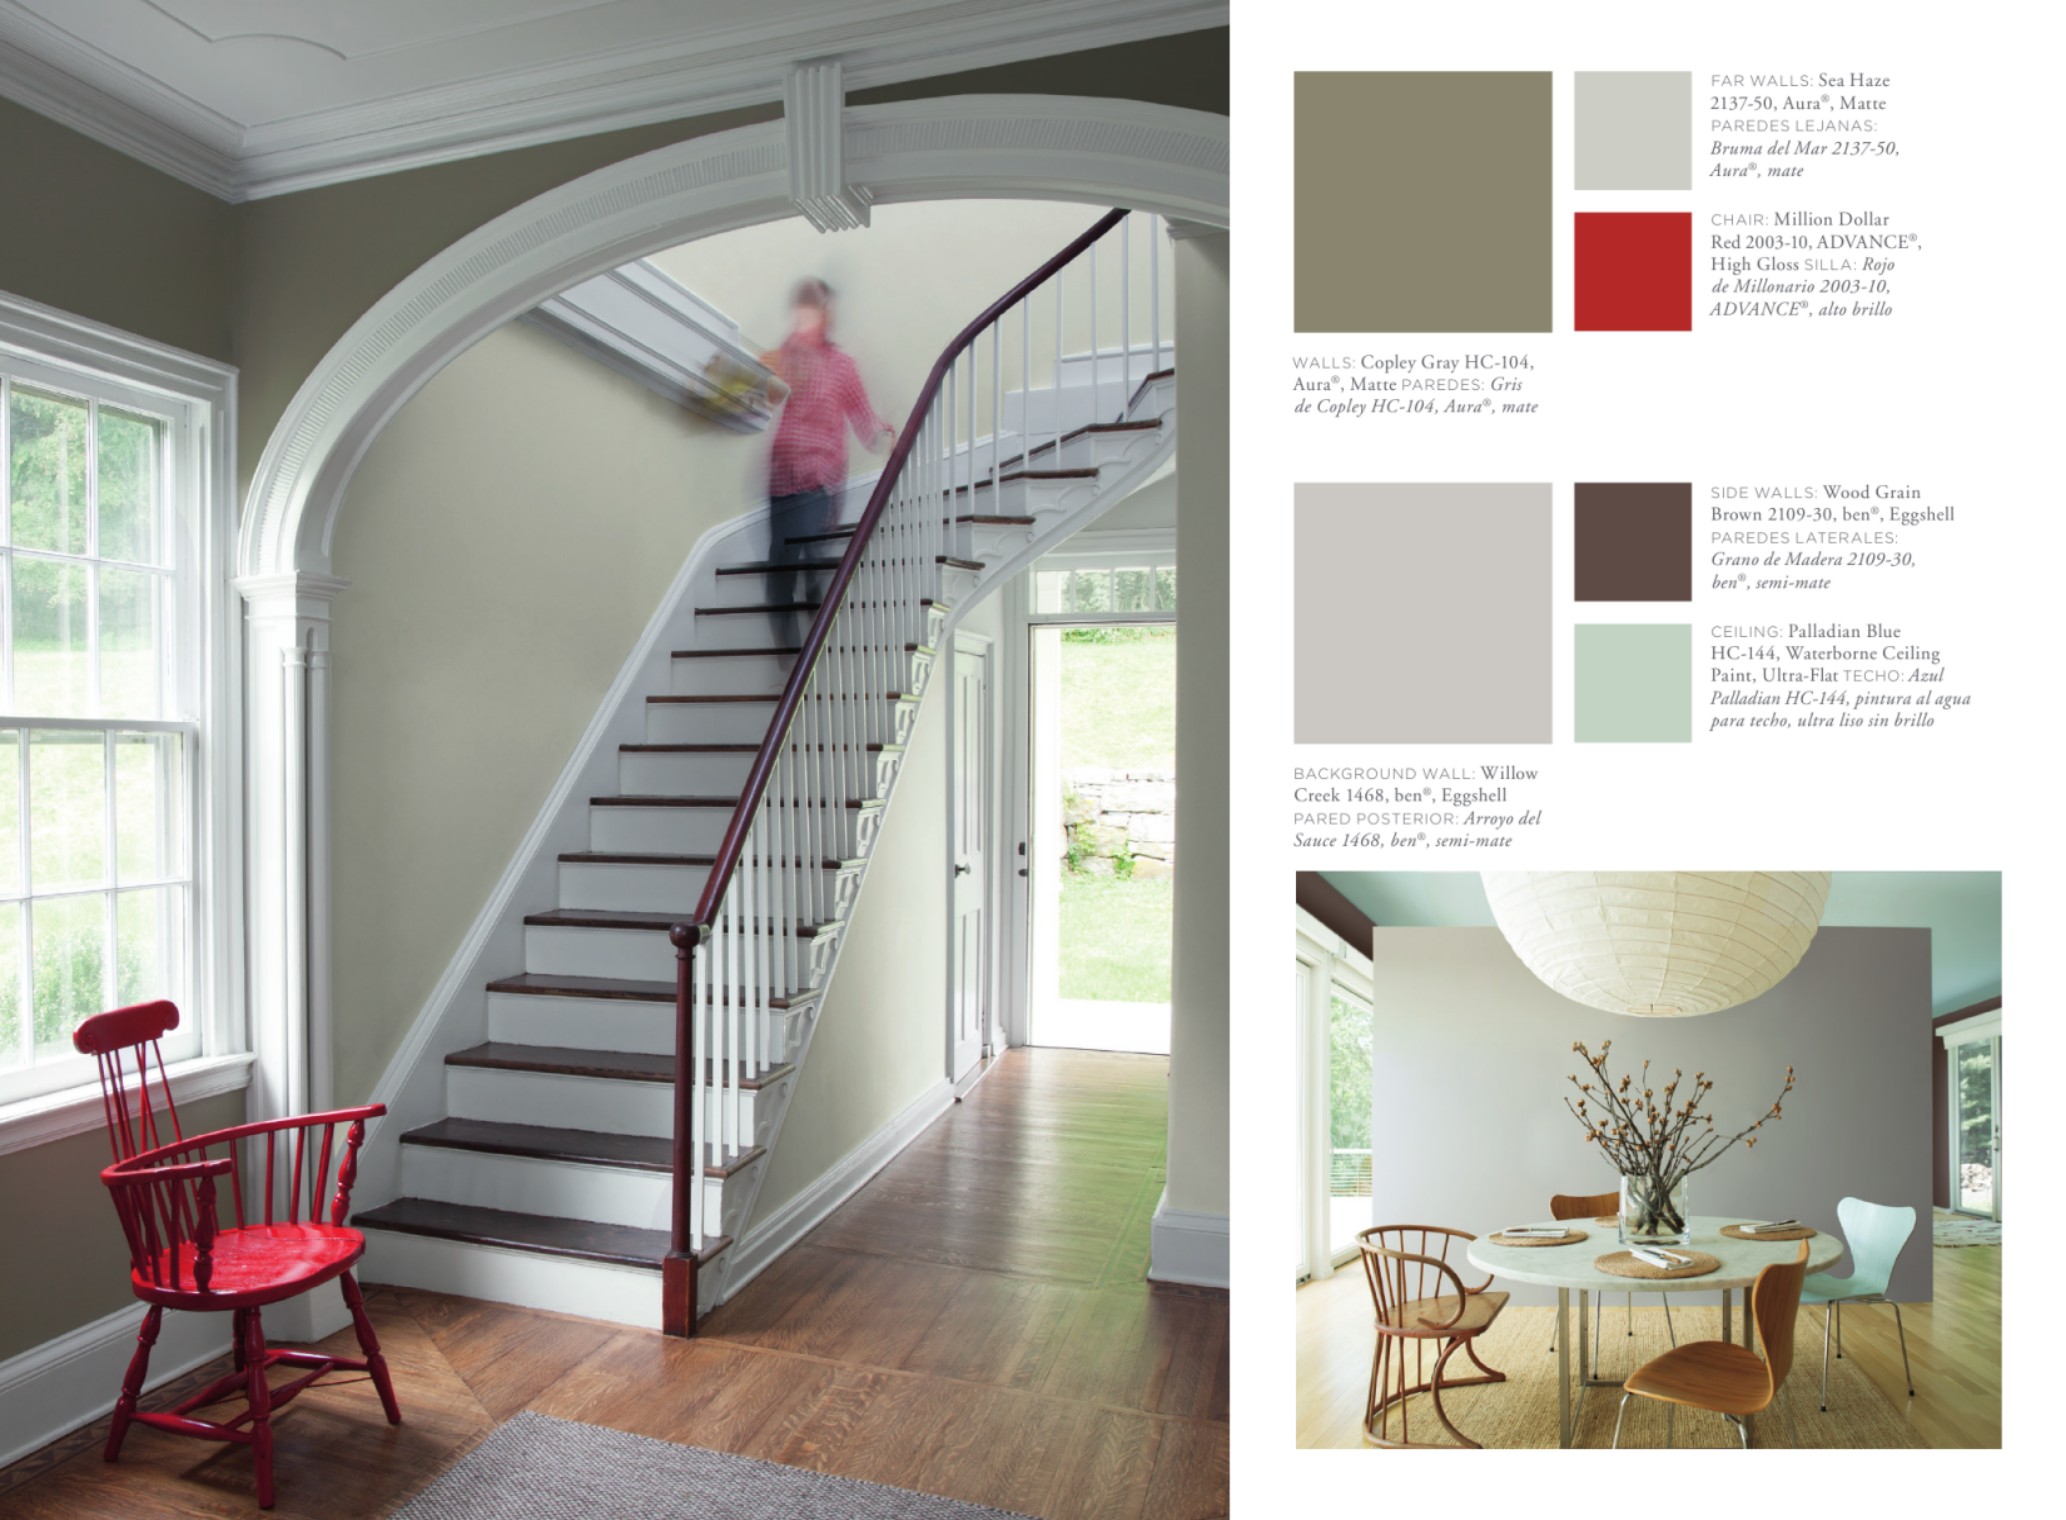 FAR WALLS: Sea Haze
2137-50, Aura®, Matte
PAREDES LEJANAS:
Bruma del Mar 2137-50,
Aura®, mate
CHAIR: Million Dollar
Red 2003-10, ADVANCE®,
High Gloss SILLA: Rojo
de Millonario 2003-10,
ADVANCE®, alto brillo
WALLS: Copley Gray HC-104,
Aura®, Matte PAREDES: Gris
de Copley HC-104, Aura®, mate
SIDE WALLS: Wood Grain
Brown 2109-30, ben®, Eggshell
PAREDES LATERALES:
Grano de Madera 2109-30,
ben®, semi-mate
CEILING: Palladian Blue
HC-144, Waterborne Ceiling
Paint, Ultra-Flat TECHO: Azul
Palladian HC-144, pintura al agua
para techo, ultra liso sin brillo
BACKGROUND WALL: Willow
Creek 1468, ben®, Eggshell
PARED POSTERIOR: Arroyo del
Sauce 1468, ben®, semi-mate